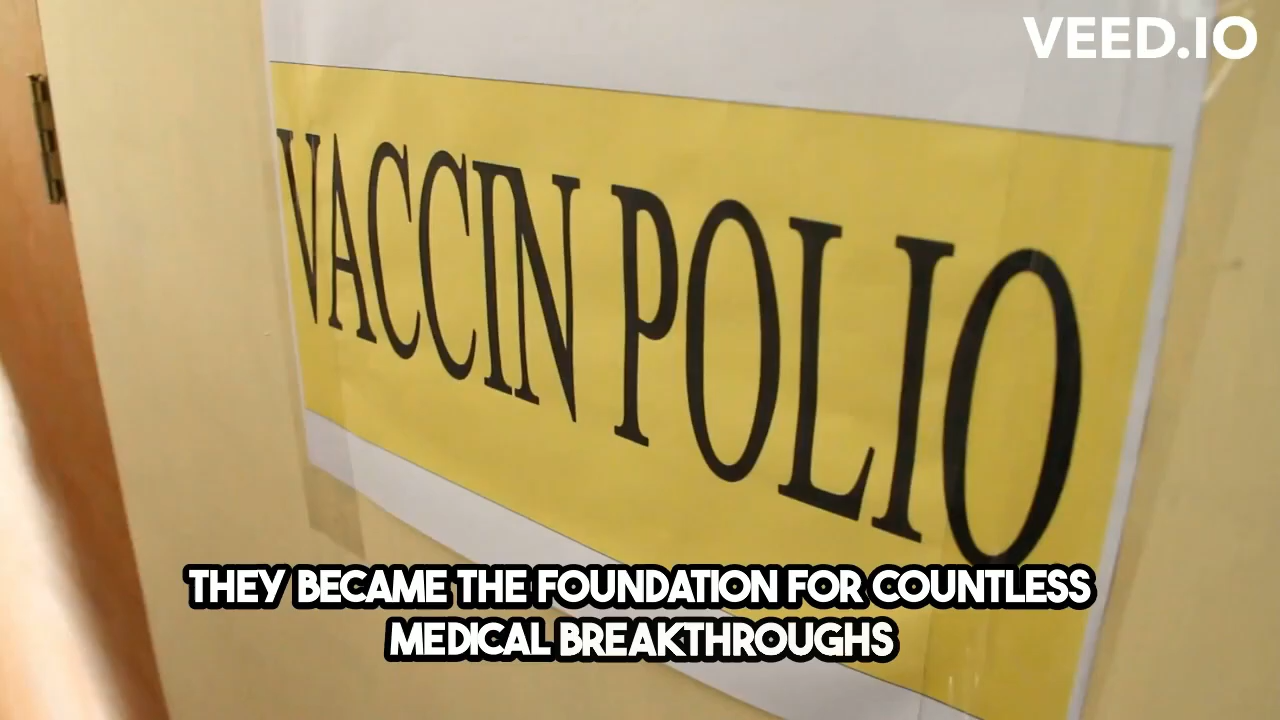 VEED.IO
VACCIN POLIO
THEY BECAME THE FOUNDATION FOR COUNTLESS
MEDICAL BREAKTHROUGHS